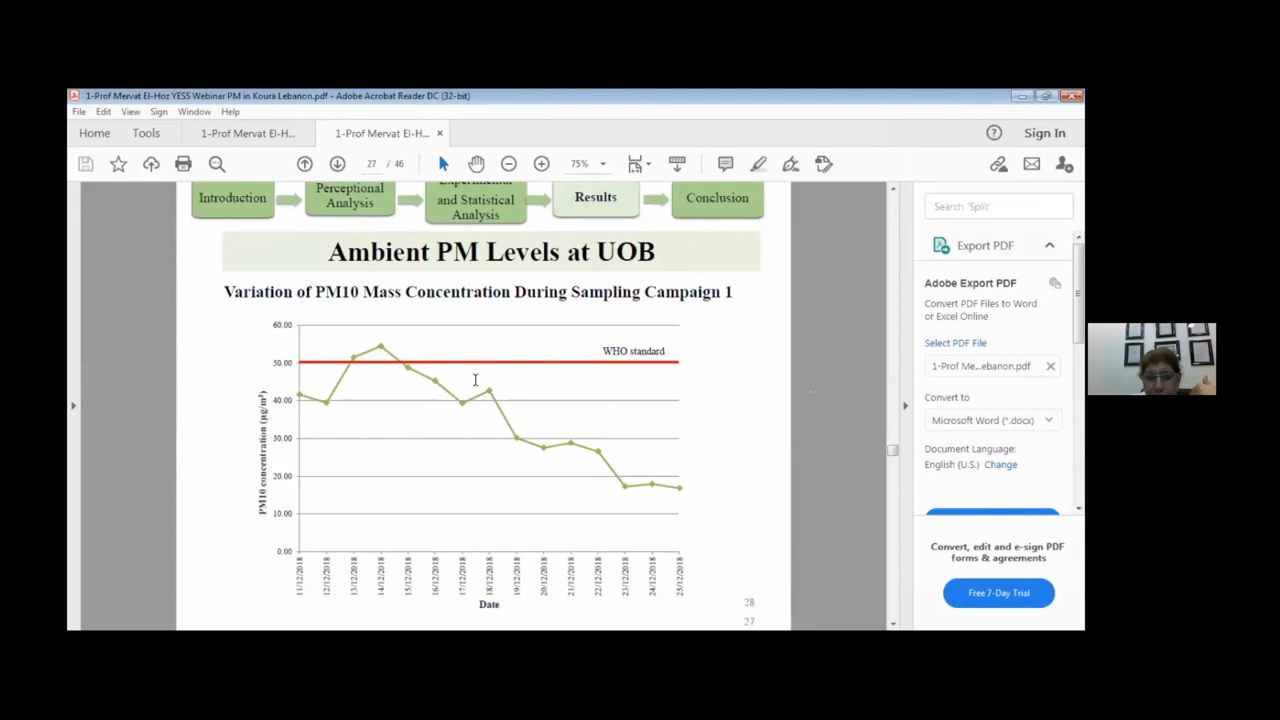 1-Prof Mervat El-Hoz YESS Webinar PM in Koura Lebanon.pdf - Adobe Acrobat Reader DC (32-bit)
File Edit View Sign Window Help
Home Tools 1-Prof Mervat El-H... 1-Prof Mervat El-H... × Sign In
27 / 46 75%
Introduction
Perceptional
Analysis
Experimental
and Statistical
Analysis
Results
Conclusion
Ambient PM Levels at UOB
Variation of PM10 Mass Concentration During Sampling Campaign 1
60.00
50.00
40.00
30.00
20.00
10.00
0.00
WHO standard
PM10 concentration (µg/m³)
11/12/2018
12/12/2018
13/12/2018
14/12/2018
15/12/2018
16/12/2018
17/12/2018
18/12/2018
19/12/2018
20/12/2018
21/12/2018
22/12/2018
23/12/2018
24/12/2018
25/12/2018
Date
28
27
Search 'Split'
Export PDF
Adobe Export PDF
Convert PDF Files to Word
or Excel Online
Select PDF File
1-Prof Me...ebanon.pdf
Convert to
Microsoft Word (*.docx)
Document Language:
English (U.S.) Change
Convert, edit and e-sign PDF
forms & agreements
Free 7-Day Trial